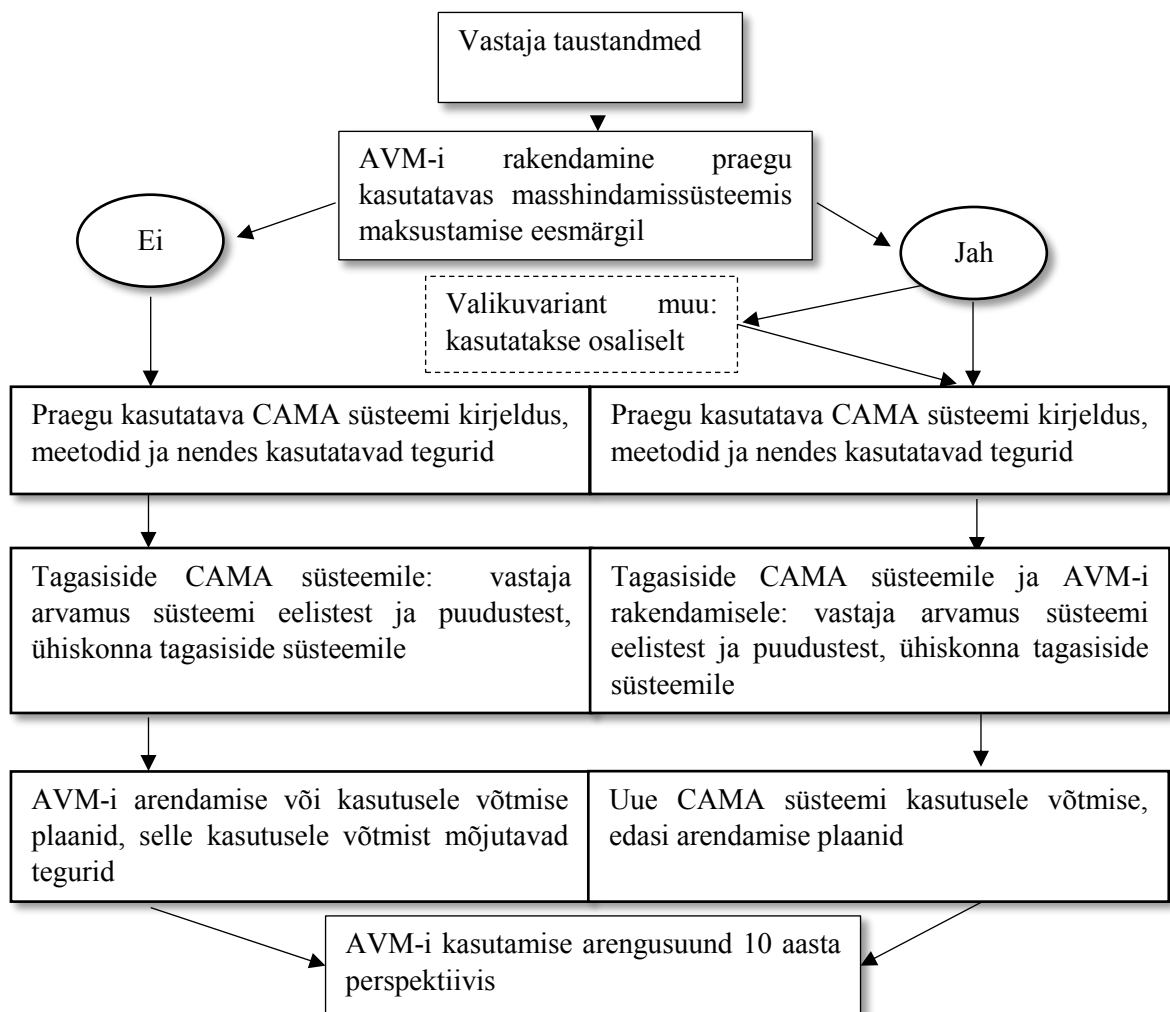 Vastaja taustandmed
AVM-i rakendamine praegu
kasutatavas masshindamissüsteemis
maksustamise eesmärgil
Ei
Jah
Valikuvariant muu:
kasutatakse osaliselt
Praegu kasutatava CAMA süsteemi kirjeldus,
meetodid ja nendes kasutatavad tegurid
Praegu kasutatava CAMA süsteemi kirjeldus,
meetodid ja nendes kasutatavad tegurid
Tagasiside CAMA süsteemile: vastaja
arvamus süsteemi eelistest ja puudustest,
ühiskonna tagasiside süsteemile
Tagasiside CAMA süsteemile ja AVM-i
rakendamisele: vastaja arvamus süsteemi
eelistest ja puudustest, ühiskonna tagasiside
süsteemile
AVM-i arendamise või kasutusele võtmise
plaanid, selle kasutusele võtmist mõjutavad
tegurid
Uue CAMA süsteemi kasutusele võtmise,
edasi arendamise plaanid
AVM-i kasutamise arengusuund 10 aasta
perspektiivis